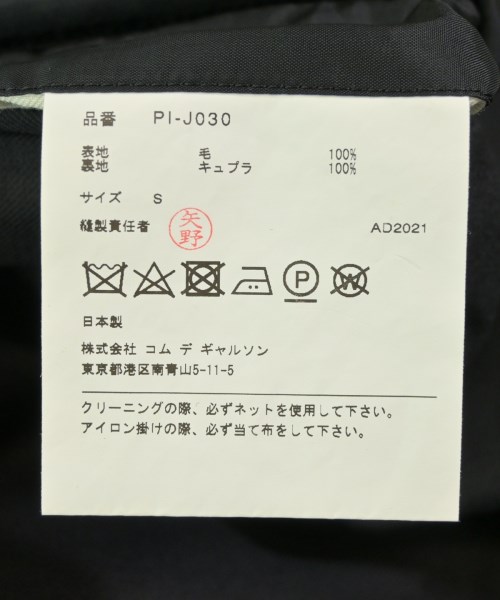 品番 PI-J030
表地 毛 100%
裏地 キュプラ 100%
サイズ S
縫製責任者 矢野 AD2021
P W
日本製
株式会社 コム デ ギャルソン
東京都港区南青山5-11-5
クリーニングの際、必ずネットを使用して下さい。
アイロン掛けの際、必ず当て布をして下さい。